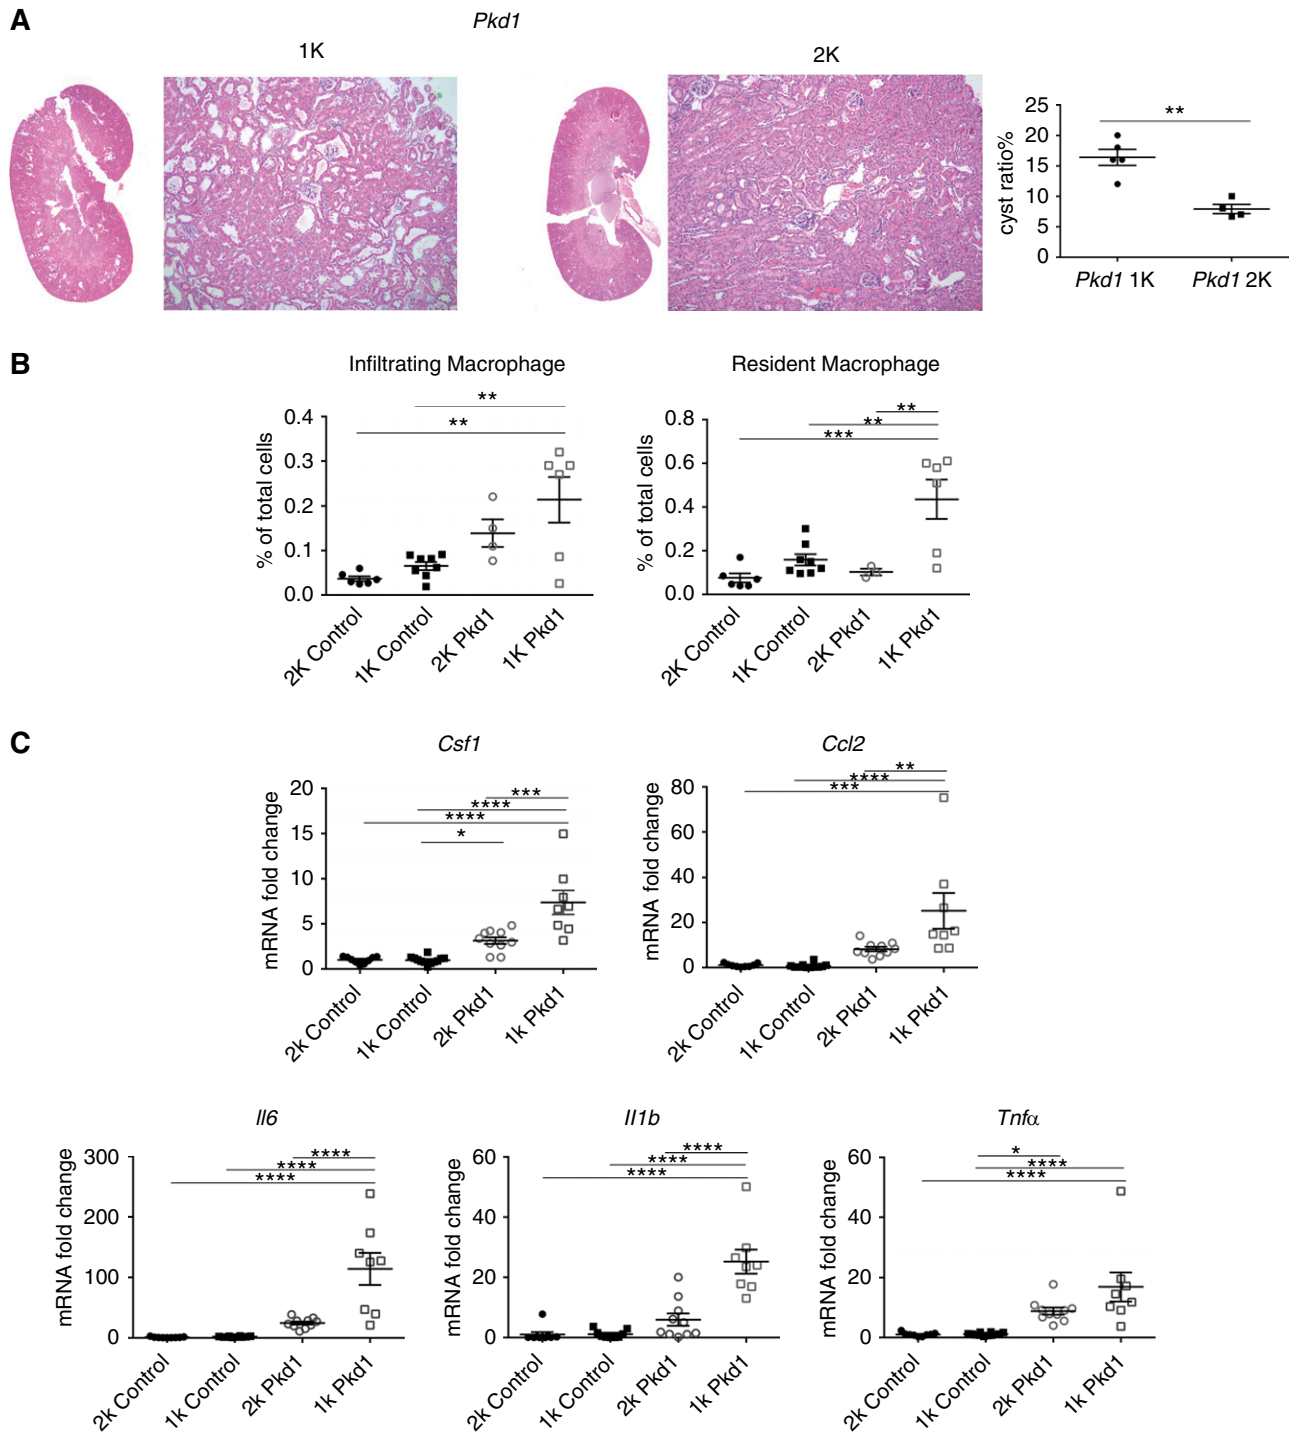 A
Pkd1
1K
2K
cyst ratio%
25
20
15
10
5
0
**
Pkd1 1K
Pkd1 2K
B
Infiltrating Macrophage
% of total cells
0.4
0.3
0.2
0.1
0.0
**
**
2K Control
1K Control
2K Pkd1
1K Pkd1
Resident Macrophage
% of total cells
0.8
0.6
0.4
0.2
0.0
**
**
***
2K Control
1K Control
2K Pkd1
1K Pkd1
C
Csf1
mRNA fold change
20
15
10
5
0
***
****
****
*
2k Control
1k Control
2k Pkd1
1k Pkd1
Ccl2
mRNA fold change
80
60
40
20
0
**
****
***
2k Control
1k Control
2k Pkd1
1k Pkd1
Il6
mRNA fold change
300
200
100
0
****
****
****
2k Control
1k Control
2k Pkd1
1k Pkd1
Il1b
mRNA fold change
60
40
20
0
****
****
****
2k Control
1k Control
2k Pkd1
1k Pkd1
Tnfα
mRNA fold change
60
40
20
0
*
****
****
2k Control
1k Control
2k Pkd1
1k Pkd1